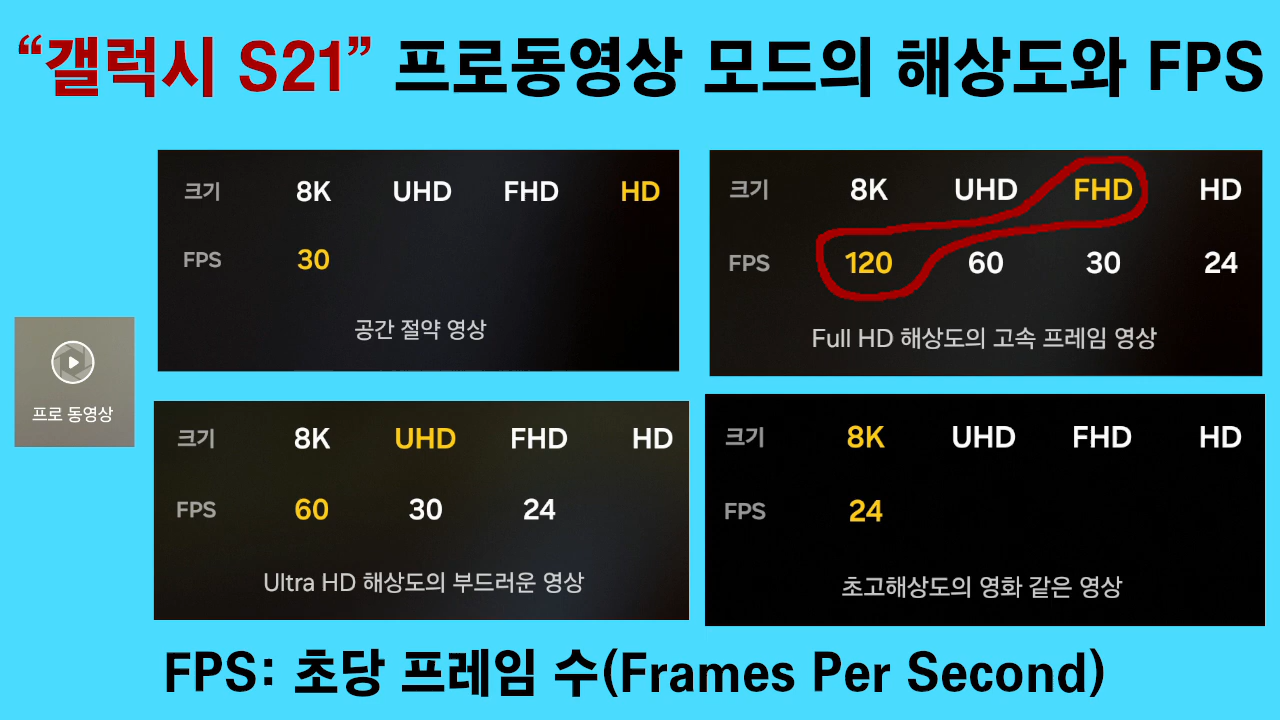 “갤럭시 S21” 프로동영상 모드의 해상도와 FPS
크기 8K UHD FHD HD
FPS 30
공간 절약 영상
크기 8K UHD FHD HD
FPS 120 60 30 24
Full HD 해상도의 고속 프레임 영상
프로 동영상
크기 8K UHD FHD HD
FPS 60 30 24
Ultra HD 해상도의 부드러운 영상
크기 8K UHD FHD HD
FPS 24
초고해상도의 영화 같은 영상
FPS: 초당 프레임 수(Frames Per Second)